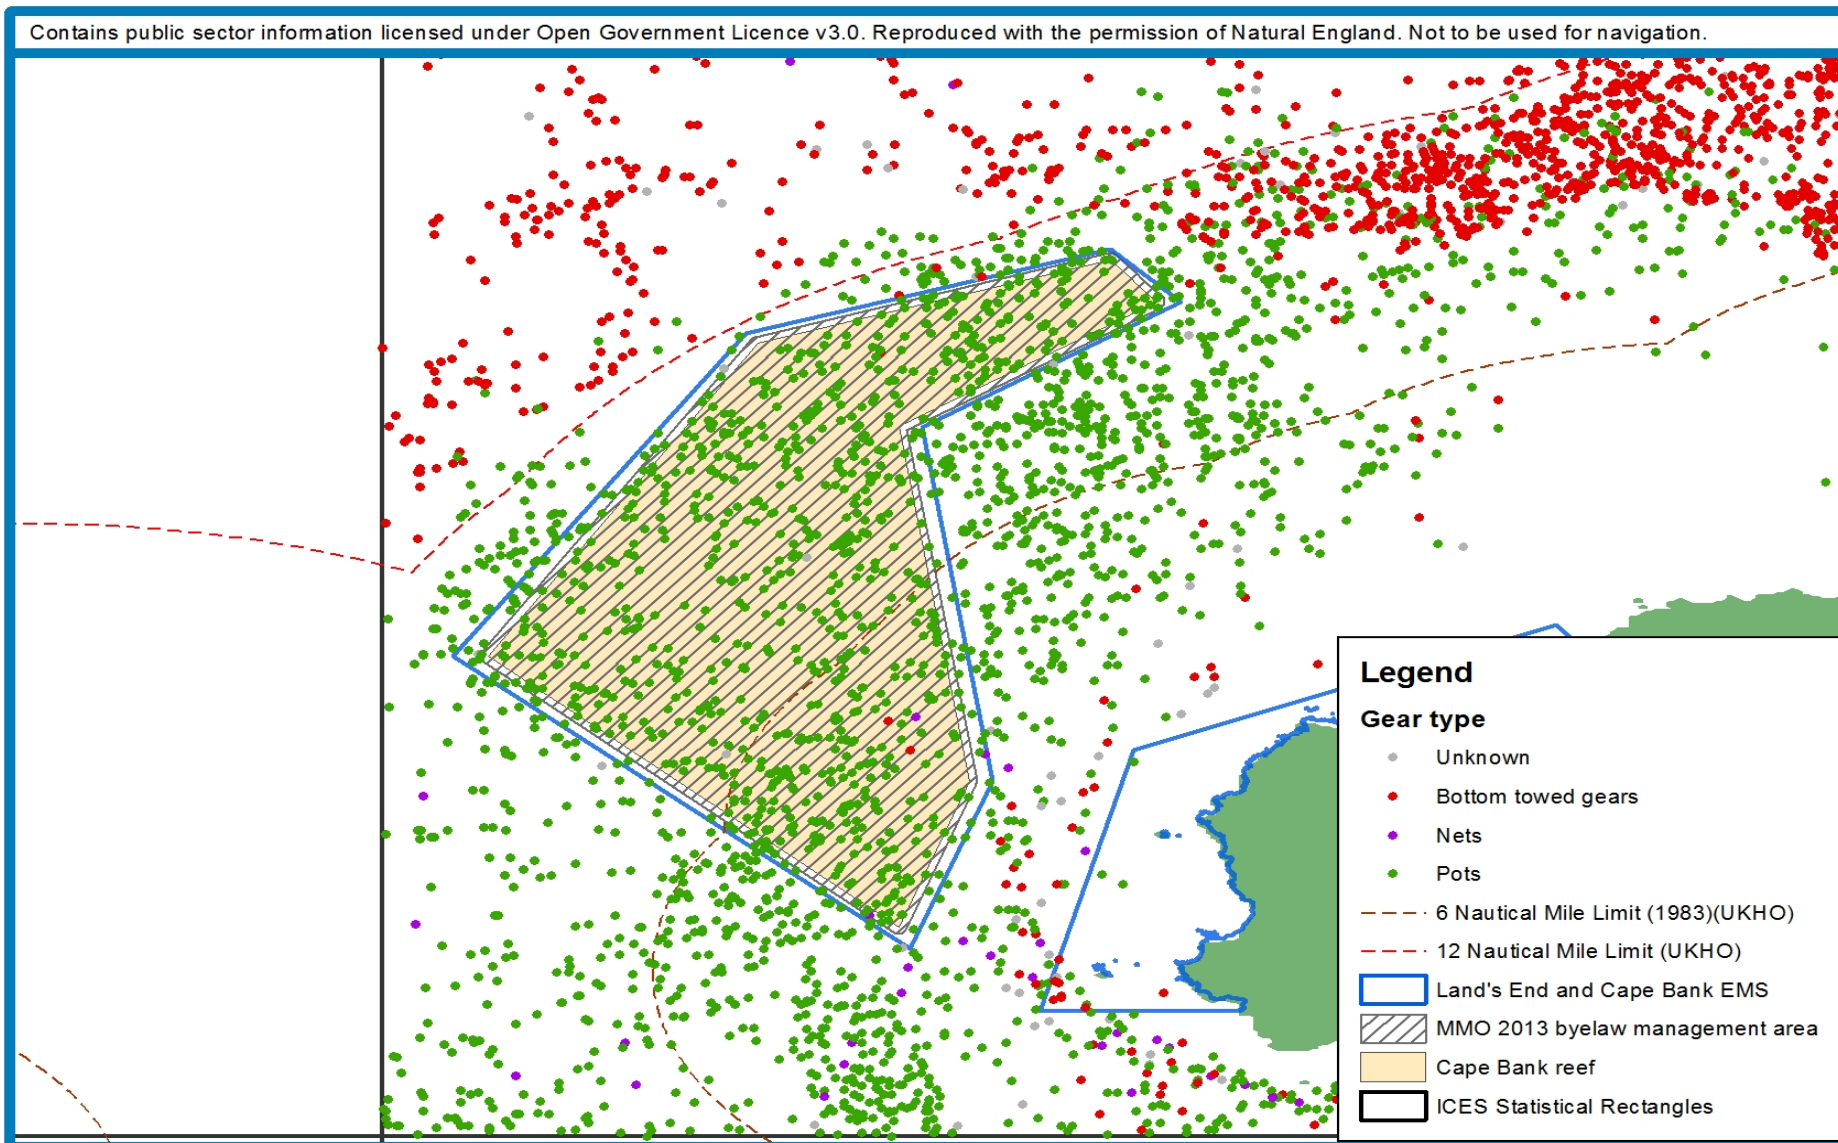 Contains public sector information licensed under Open Government Licence v3.0. Reproduced with the permission of Natural England. Not to be used for navigation.
Legend
Gear type
Unknown
Bottom towed gears
Nets
Pots
6 Nautical Mile Limit (1983)(UKHO)
12 Nautical Mile Limit (UKHO)
Land's End and Cape Bank EMS
MMO 2013 byelaw management area
Cape Bank reef
ICES Statistical Rectangles